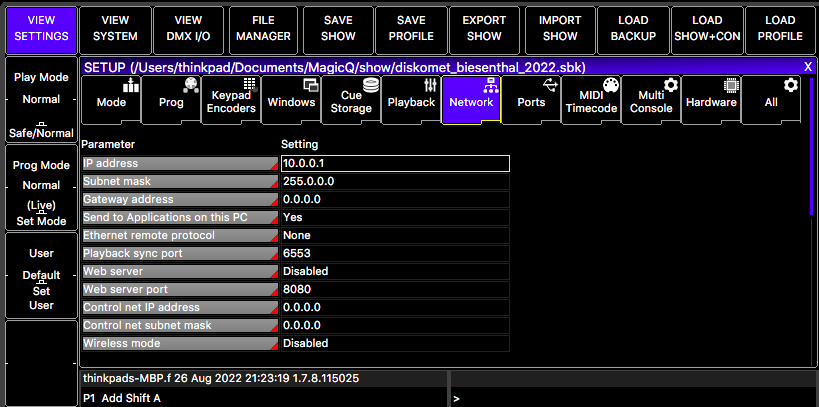 VIEW SETTINGS
VIEW SYSTEM
VIEW DMX I/O
FILE MANAGER
SAVE SHOW
SAVE PROFILE
EXPORT SHOW
IMPORT SHOW
LOAD BACKUP
LOAD SHOW+CON
LOAD PROFILE
Play Mode
Normal
Safe/Normal
Prog Mode
Normal
(Live)
Set Mode
User
Default
Set
User
SETUP (/Users/thinkpad/Documents/MagicQ/show/diskomet_biesenthal_2022.sbk) X
Mode
Prog
Keypad Encoders
Windows
Cue Storage
Playback
Network
Ports
MIDI Timecode
Multi Console
Hardware
All
Parameter Setting
IP address 10.0.0.1
Subnet mask 255.0.0.0
Gateway address 0.0.0.0
Send to Applications on this PC Yes
Ethernet remote protocol None
Playback sync port 6553
Web server Disabled
Web server port 8080
Control net IP address 0.0.0.0
Control net subnet mask 0.0.0.0
Wireless mode Disabled
thinkpads-MBP.f 26 Aug 2022 21:23:19 1.7.8.115025
P1 Add Shift A >